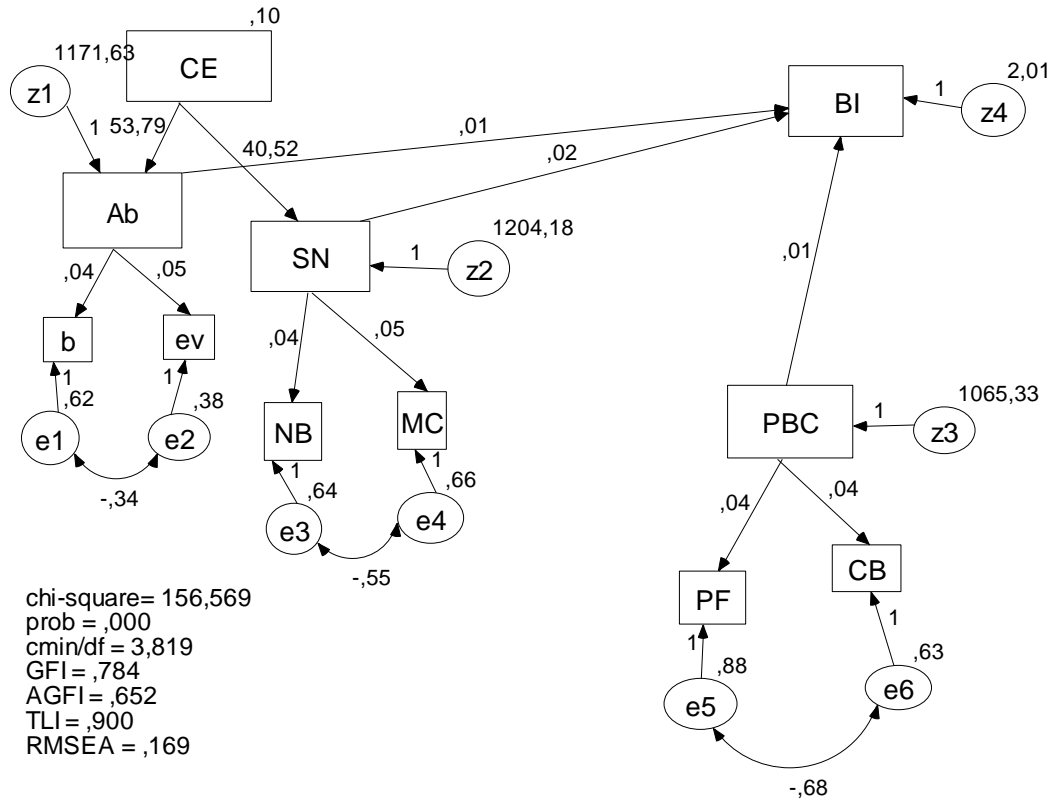 ,10
1171,63
CE
z1
1
53,79
40,52
,01
,02
BI
1
2,01
z4
Ab
SN
1204,18
1
z2
,01
,04
,05
b
ev
1
,62
1
,38
e1
e2
-,34
,04
,05
NB
MC
1
,64
1
,66
e3
e4
-,55
PBC
1065,33
1
z3
,04
,04
PF
CB
1
,88
1
,63
e5
e6
-,68
chi-square= 156,569
prob = ,000
cmin/df = 3,819
GFI = ,784
AGFI = ,652
TLI = ,900
RMSEA = ,169